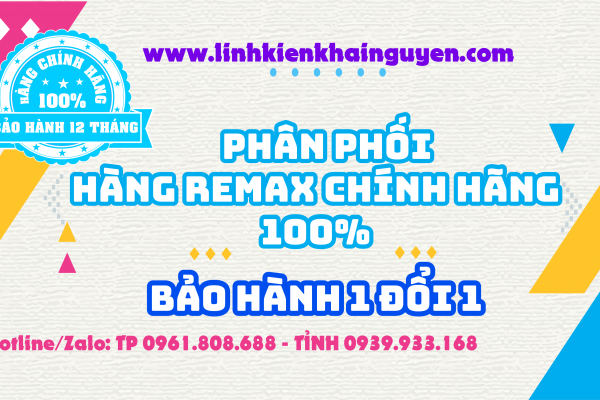 www.linhkienkhainguyen.com
HÀNG CHÍNH HÃNG
100%
BẢO HÀNH 12 THÁNG
PHÂN PHỐI
HÀNG REMAX CHÍNH HÃNG
100%
BẢO HÀNH 1 ĐỔI 1
otline/Zalo: TP 0961.808.688 - TỈNH 0939.933.168